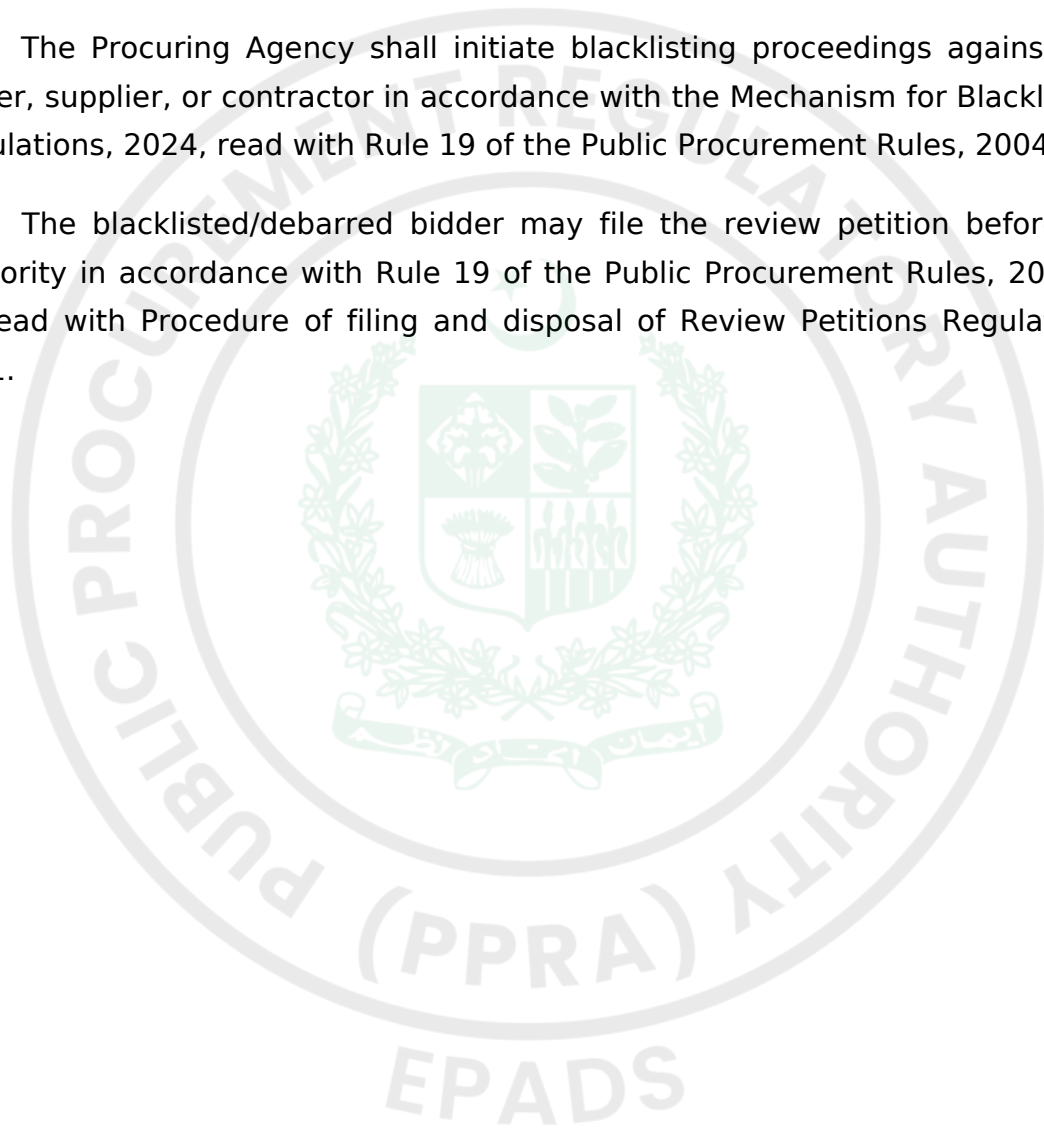 The Procuring Agency shall initiate blacklisting proceedings agains
er, supplier, or contractor in accordance with the Mechanism for Blackl
ulations, 2024, read with Rule 19 of the Public Procurement Rules, 2004
The blacklisted/debarred bidder may file the review petition befor
ority in accordance with Rule 19 of the Public Procurement Rules, 20
ead with Procedure of filing and disposal of Review Petitions Regula
.
PUBLIC PROCUREMENT REGULATORY AUTHORITY
(PPRA)
EPADS